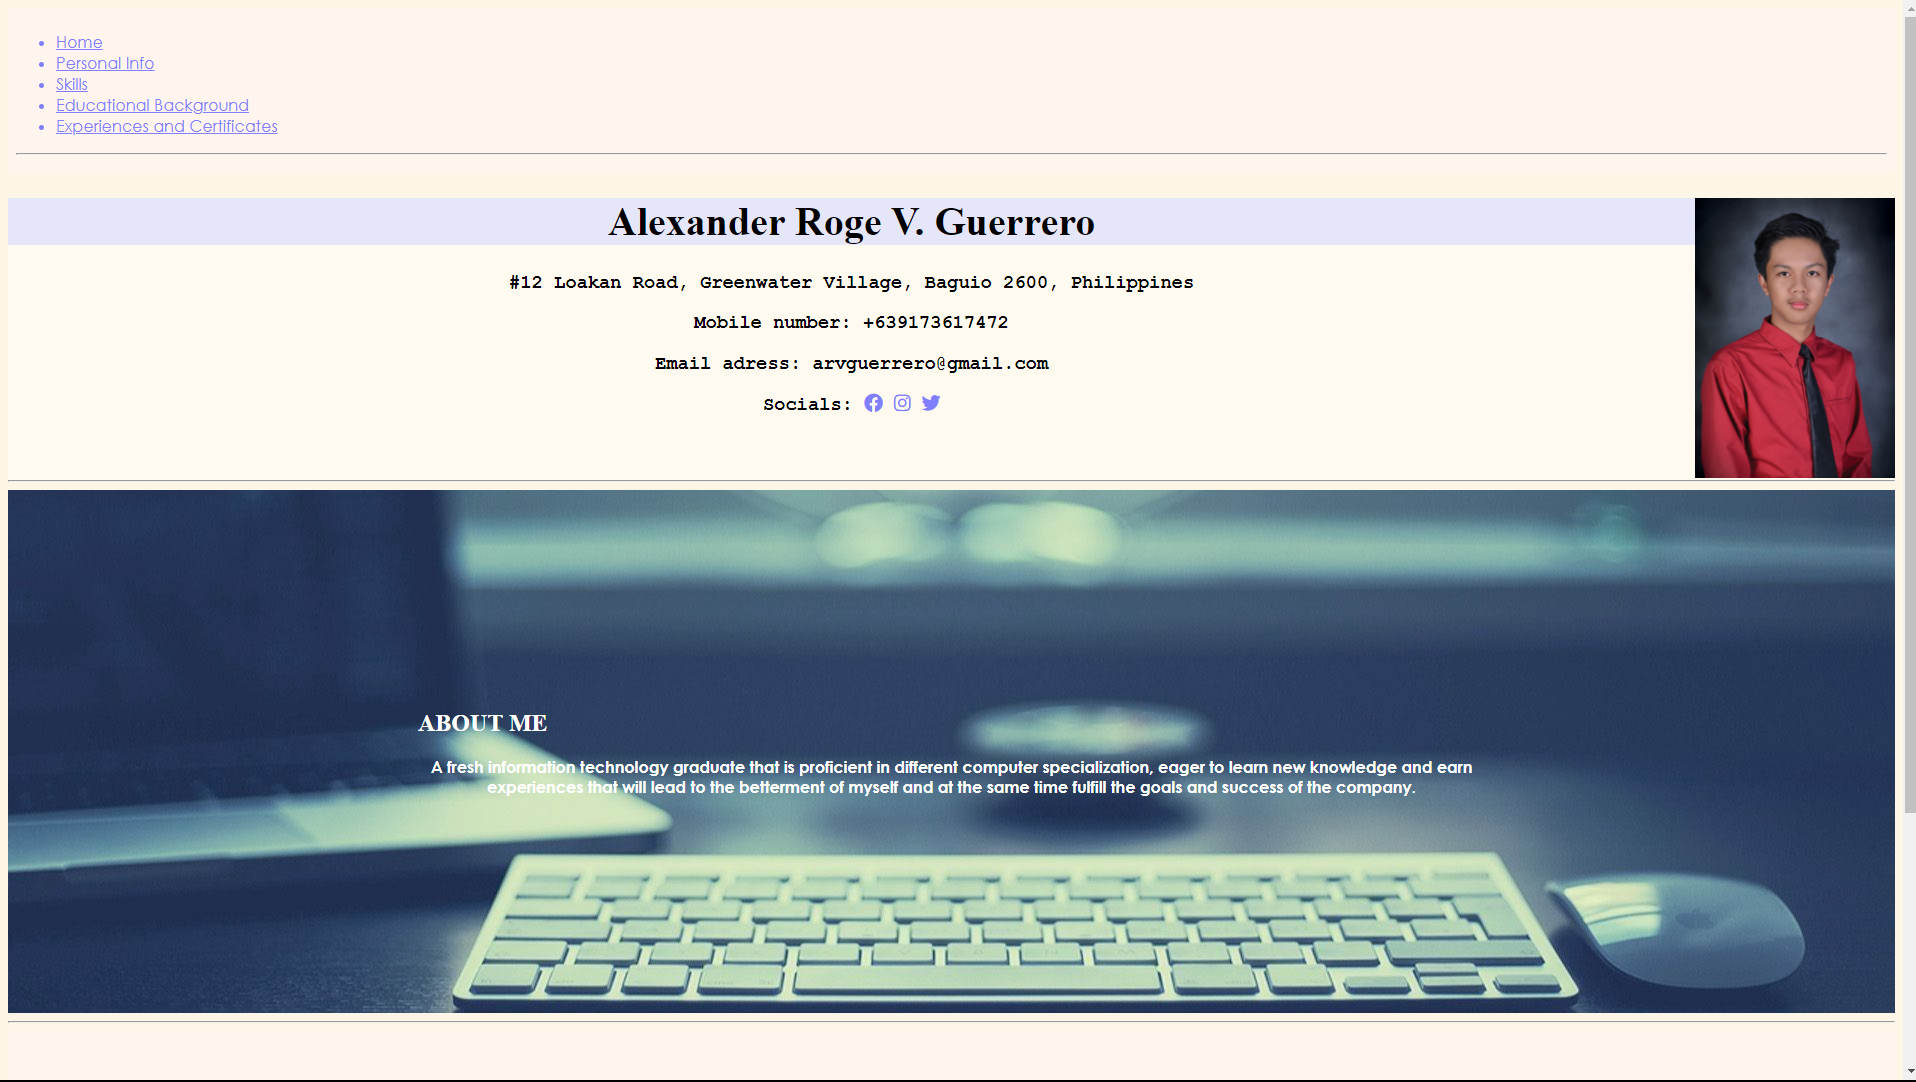 Home
Personal Info
Skills
Educational Background
Experiences and Certificates
Alexander Roge V. Guerrero
#12 Loakan Road, Greenwater Village, Baguio 2600, Philippines
Mobile number: +639173617472
Email adress: arvguerrero@gmail.com
Socials:
ABOUT ME
A fresh information technology graduate that is proficient in different computer specialization, eager to learn new knowledge and earn
experiences that will lead to the betterment of myself and at the same time fulfill the goals and success of the company.